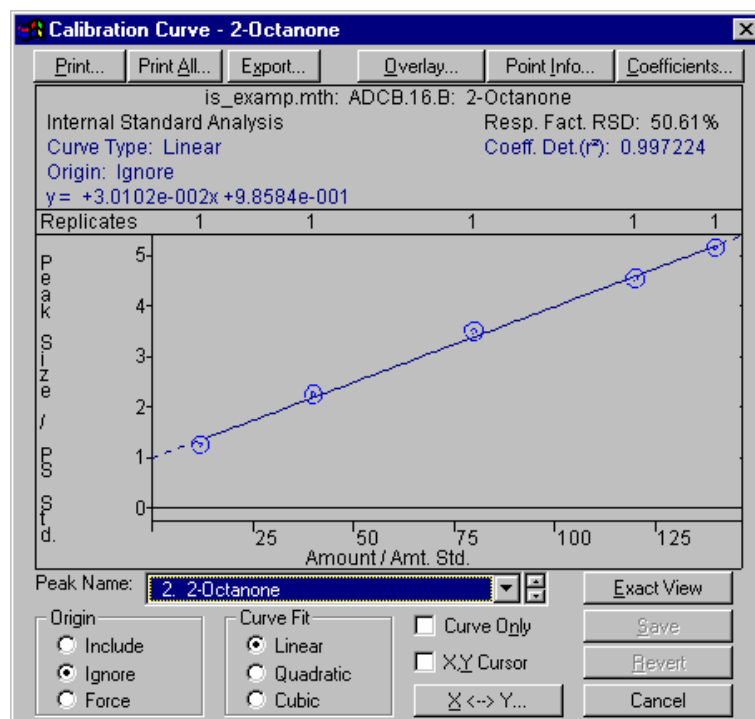 Calibration Curve - 2-Octanone
Print... Print All... Export... Overlay... Point Info... Coefficients...
is_examp.mth: ADCB.16.B: 2-Octanone
Internal Standard Analysis Resp. Fact. RSD: 50.61%
Curve Type: Linear Coeff. Det.(r²): 0.997224
Origin: Ignore
y = +3.0102e-002x +9.8584e-001
Replicates 1 1 1 1 1
Peak Size / PS Std.
5
4
3
2
1
0
25 50 75 100 125
Amount / Amt. Std.
Peak Name: 2. 2-Octanone Exact View
Origin Curve Fit Curve Only Save
Include Linear
Ignore Quadratic X,Y Cursor Revert
Force Cubic X <--> Y... Cancel